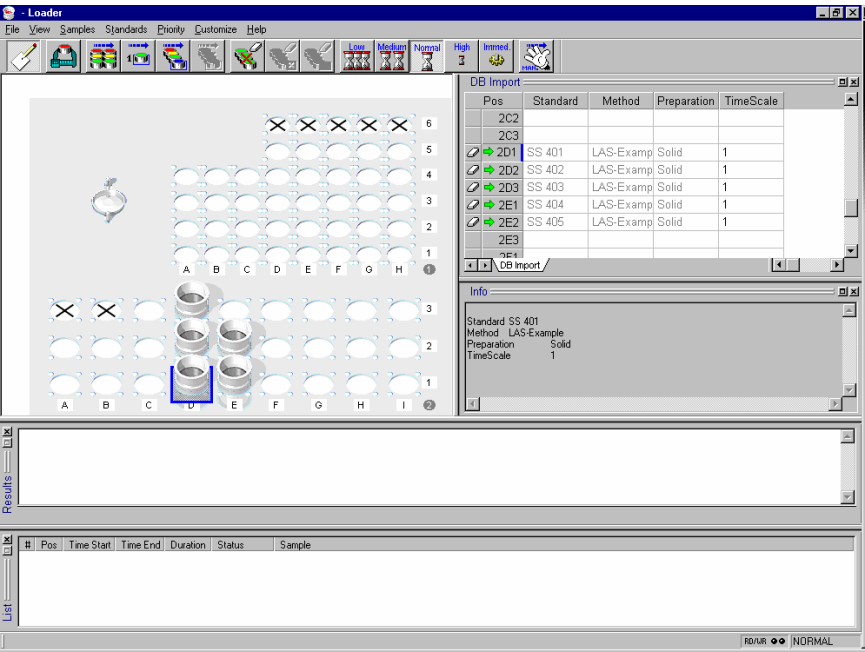 - Loader
File View Samples Standards Priority Customize Help
Low Medium Normal High Immed.
1 MAN.
DB Import
Pos Standard Method Preparation TimeScale
2C2
2C3
2D1 SS 401 LAS-Examp Solid 1
2D2 SS 402 LAS-Examp Solid 1
2D3 SS 403 LAS-Examp Solid 1
2E1 SS 404 LAS-Examp Solid 1
2E2 SS 405 LAS-Examp Solid 1
2E3
DB Import
6
5
4
3
2
1
A B C D E F G H 1
3
2
1
A B C D E F G H I 2
Info
Standard SS 401
Method LAS-Example
Preparation Solid
TimeScale 1
Results
List
# Pos Time Start Time End Duration Status Sample
RD/WR NORMAL